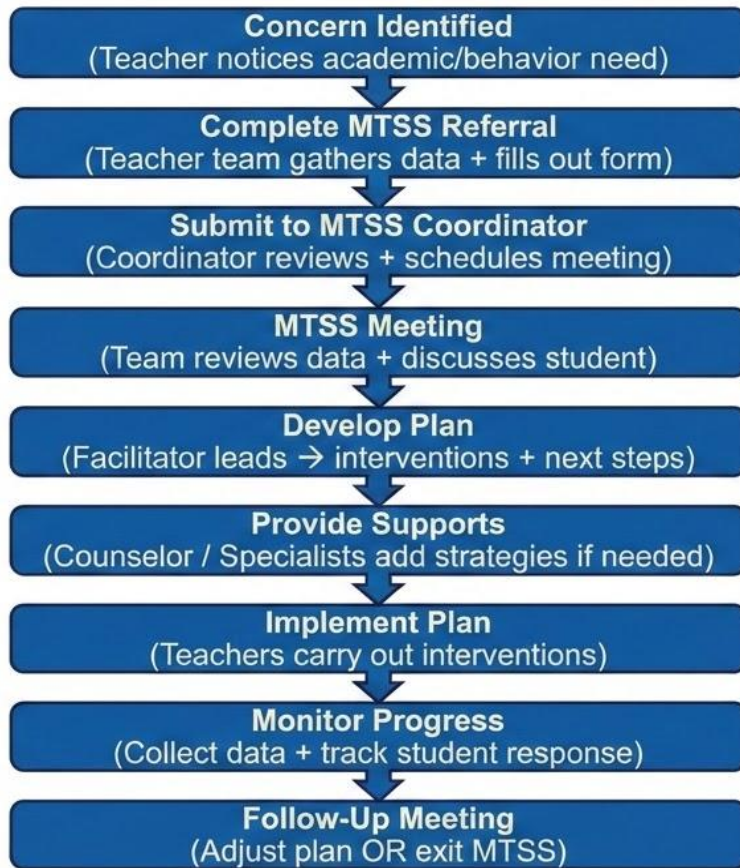 Concern Identified
(Teacher notices academic/behavior need)
Complete MTSS Referral
(Teacher team gathers data + fills out form)
Submit to MTSS Coordinator
(Coordinator reviews + schedules meeting)
MTSS Meeting
(Team reviews data + discusses student)
Develop Plan
(Facilitator leads → interventions + next steps)
Provide Supports
(Counselor / Specialists add strategies if needed)
Implement Plan
(Teachers carry out interventions)
Monitor Progress
(Collect data + track student response)
Follow-Up Meeting
(Adjust plan OR exit MTSS)